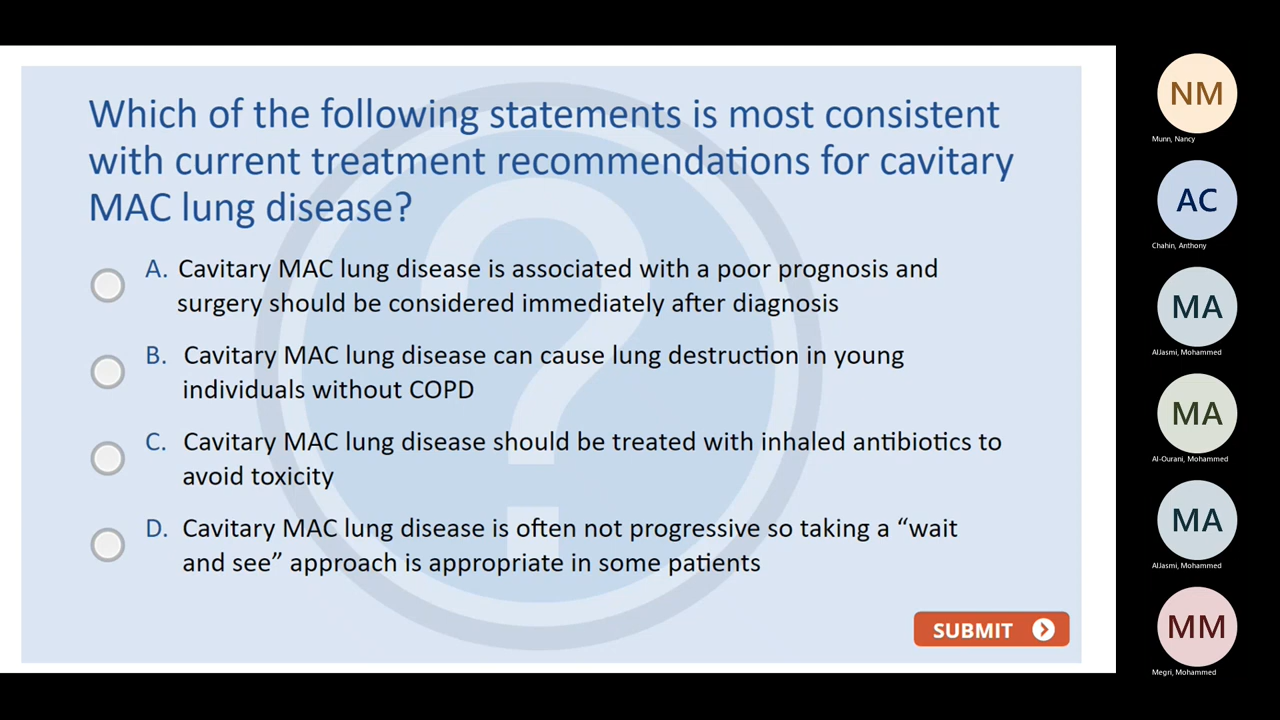 Which of the following statements is most consistent
with current treatment recommendations for cavitary
MAC lung disease?
A. Cavitary MAC lung disease is associated with a poor prognosis and
surgery should be considered immediately after diagnosis
B. Cavitary MAC lung disease can cause lung destruction in young
individuals without COPD
C. Cavitary MAC lung disease should be treated with inhaled antibiotics to
avoid toxicity
D. Cavitary MAC lung disease is often not progressive so taking a “wait
and see” approach is appropriate in some patients
SUBMIT
NM
Munn, Nancy
AC
Chahin, Anthony
MA
AlJasmi, Mohammed
MA
Al-Ourani, Mohammed
MA
AlJasmi, Mohammed
MM
Megri, Mohammed